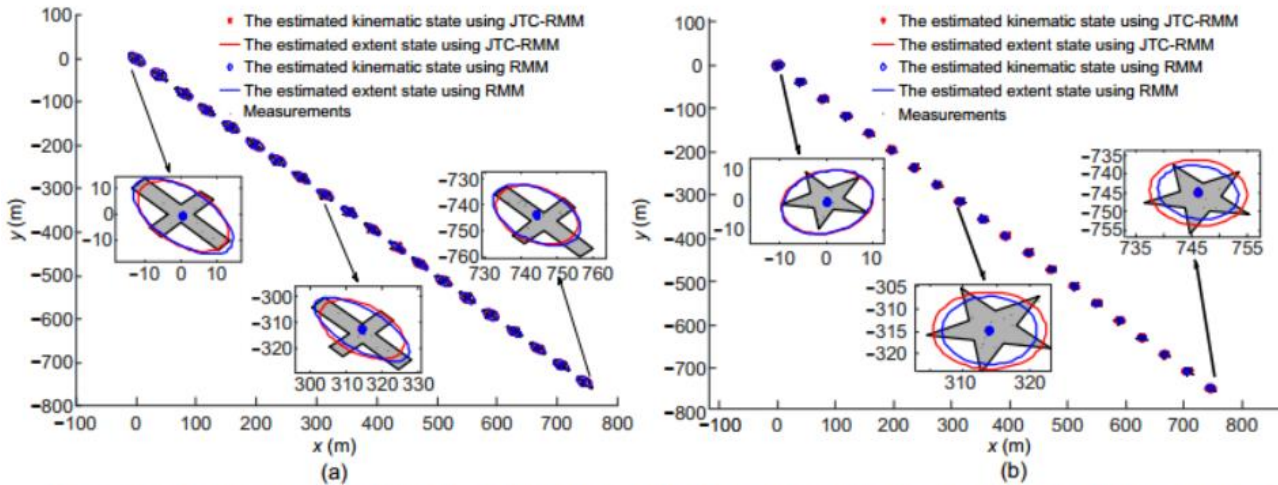 100
0
−100
−200
−300
−400
−500
−600
−700
−800
y (m)
−100 0 100 200 300 400 500 600 700 800
x (m)
(a)
The estimated kinematic state using JTC-RMM
The estimated extent state using JTC-RMM
The estimated kinematic state using RMM
The estimated extent state using RMM
Measurements
10
0
−10
−10 0 10
−300
−310
−320
300 310 320 330
−730
−740
−750
−760
730 740 750 760
100
0
−100
−200
−300
−400
−500
−600
−700
−800
y (m)
−100 0 100 200 300 400 500 600 700 800
x (m)
(b)
The estimated kinematic state using JTC-RMM
The estimated extent state using JTC-RMM
The estimated kinematic state using RMM
The estimated extent state using RMM
Measurements
10
0
−10
−10 0 10
−305
−310
−315
−320
310 320
−735
−740
−745
−750
−755
735 745 755